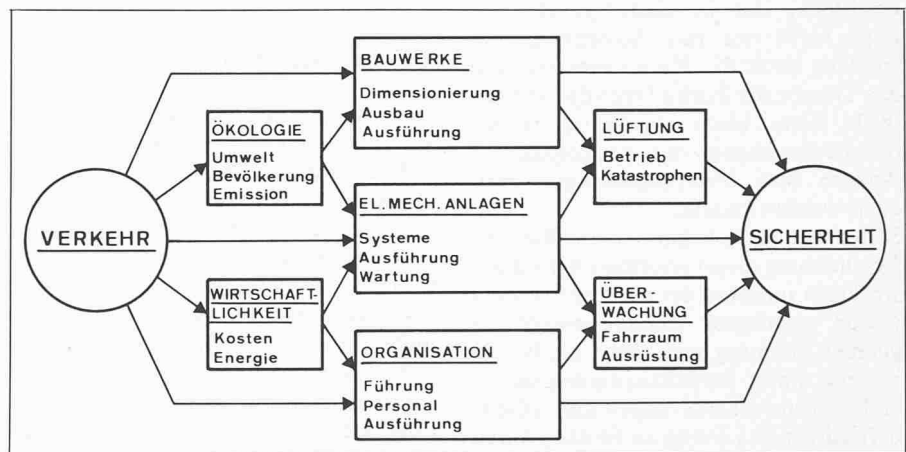 VERKEHR
ÖKOLOGIE
Umwelt
Bevölkerung
Emission
WIRTSCHAFT-
LICHKEIT
Kosten
Energie
BAUWERKE
Dimensionierung
Ausbau
Ausführung
EL.MECH.ANLAGEN
Systeme
Ausführung
Wartung
ORGANISATION
Führung
Personal
Ausführung
LÜFTUNG
Betrieb
Katastrophen
ÜBER-
WACHUNG
Fahrraum
Ausrüstung
SICHERHEIT